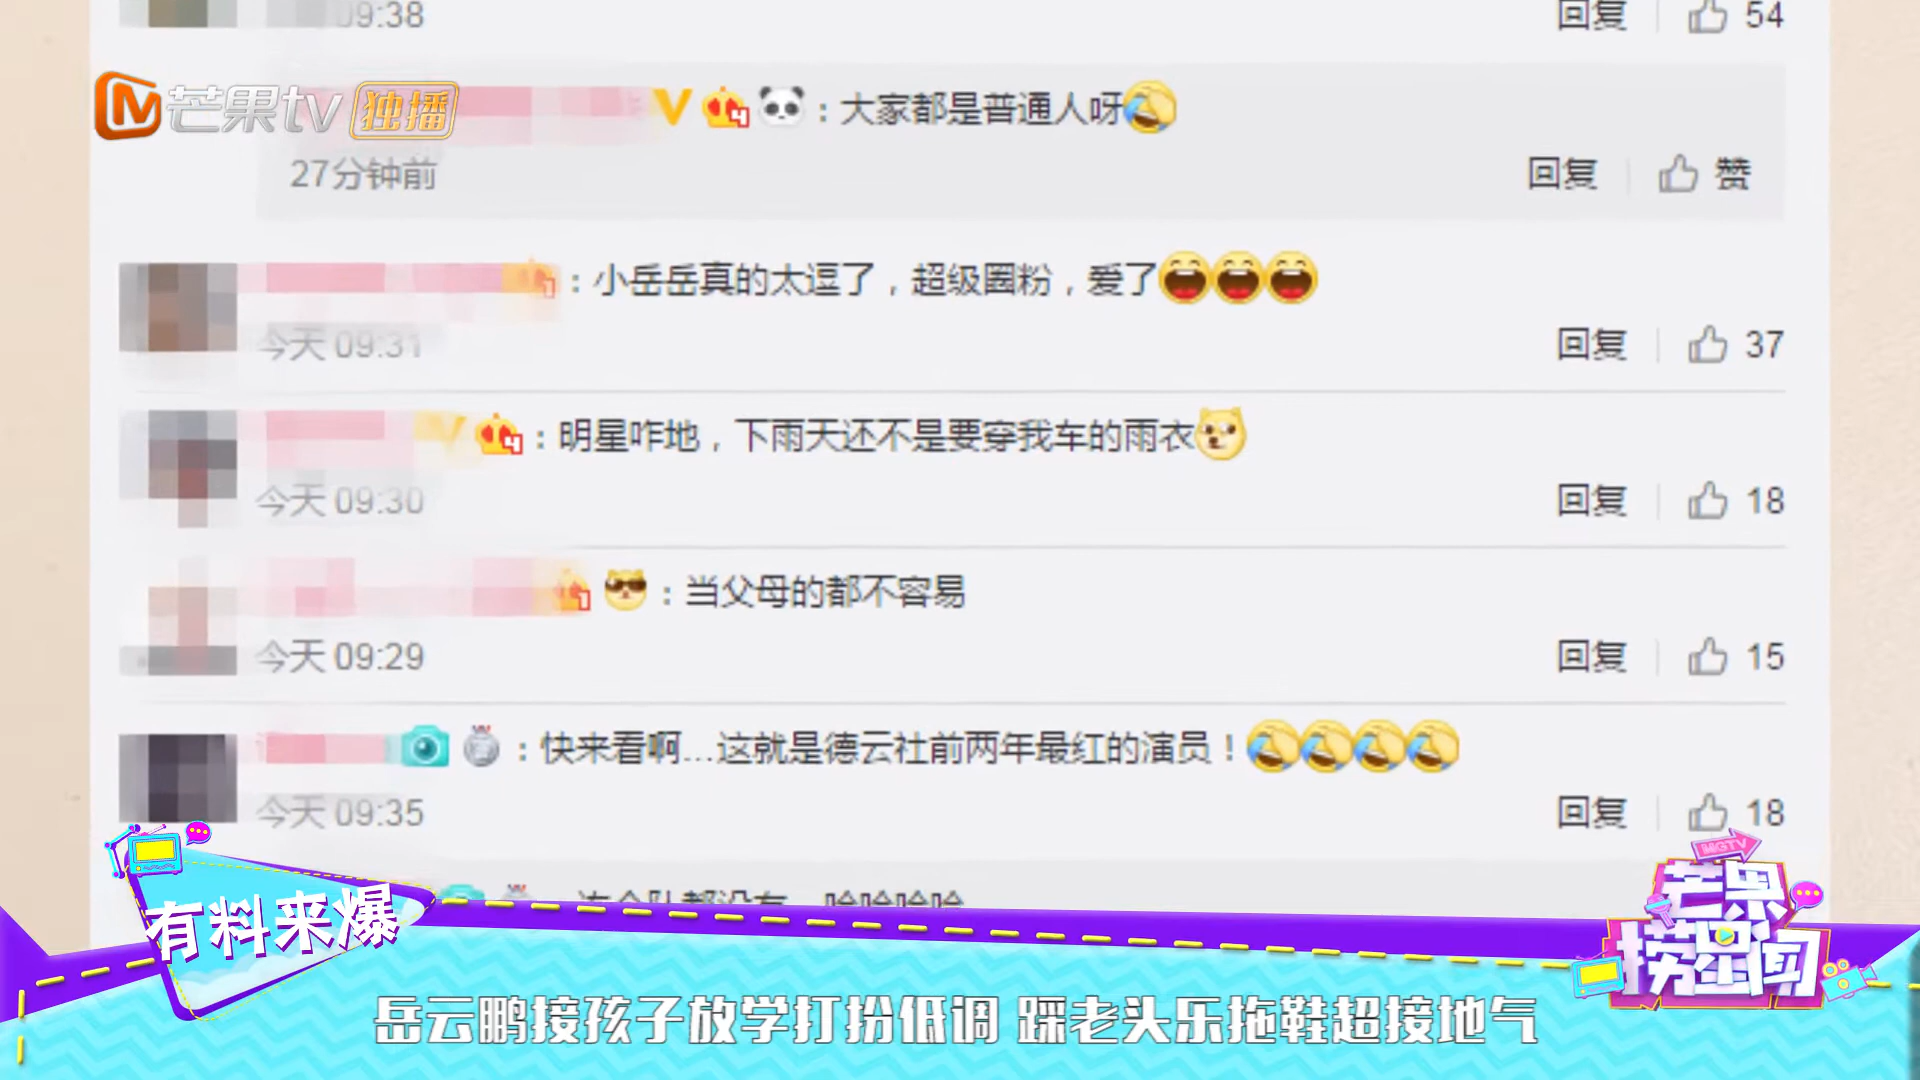 09:38
回复 54
芒果tv 独播
：大家都是普通人呀
27分钟前
回复 赞
：小岳岳真的太逗了，超级圈粉，爱了
今天 09:31
回复 37
：明星咋地，下雨天还不是要穿我车的雨衣
今天 09:30
回复 18
：当父母的都不容易
今天 09:29
回复 15
：快来看啊...这就是德云社前两年最红的演员！
今天 09:35
回复 18
有料来爆
MGTV
芒果捞星闻
岳云鹏接孩子放学打扮低调 踩老头乐拖鞋超接地气